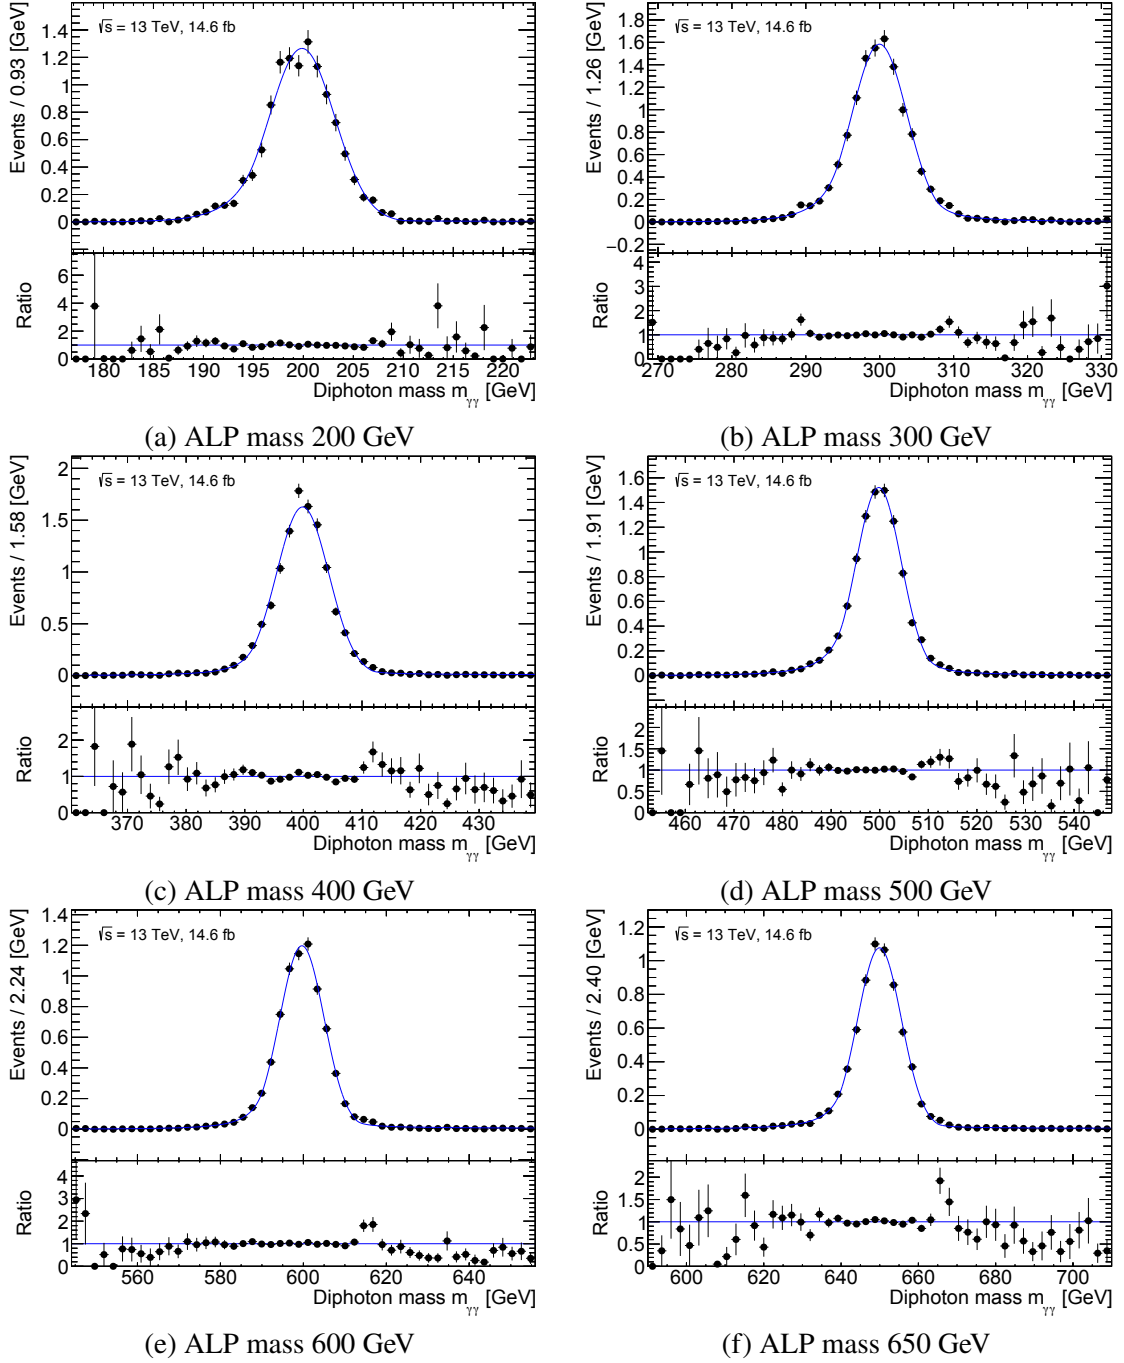 √s = 13 TeV, 14.6 fb
Events / 0.93 [GeV]
1.4
1.2
1
0.8
0.6
0.4
0.2
0
Ratio
6
4
2
1
0
180 185 190 195 200 205 210 215 220
Diphoton mass mγγ [GeV]
(a) ALP mass 200 GeV
√s = 13 TeV, 14.6 fb
Events / 1.26 [GeV]
1.8
1.6
1.4
1.2
1
0.8
0.6
0.4
0.2
0
−0.2
Ratio
4
3
2
1
0
270 280 290 300 310 320 330
Diphoton mass mγγ [GeV]
(b) ALP mass 300 GeV
√s = 13 TeV, 14.6 fb
Events / 1.58 [GeV]
2
1.5
1
0.5
0
Ratio
2
1
0
370 380 390 400 410 420 430
Diphoton mass mγγ [GeV]
(c) ALP mass 400 GeV
√s = 13 TeV, 14.6 fb
Events / 1.91 [GeV]
1.6
1.4
1.2
1
0.8
0.6
0.4
0.2
0
Ratio
2
1.5
1
0.5
0
460 470 480 490 500 510 520 530 540
Diphoton mass mγγ [GeV]
(d) ALP mass 500 GeV
√s = 13 TeV, 14.6 fb
Events / 2.24 [GeV]
1.4
1.2
1
0.8
0.6
0.4
0.2
0
Ratio
4
3
2
1
0
560 580 600 620 640
Diphoton mass mγγ [GeV]
(e) ALP mass 600 GeV
√s = 13 TeV, 14.6 fb
Events / 2.40 [GeV]
1.2
1
0.8
0.6
0.4
0.2
0
Ratio
2
1.5
1
0.5
0
600 620 640 660 680 700
Diphoton mass mγγ [GeV]
(f) ALP mass 650 GeV